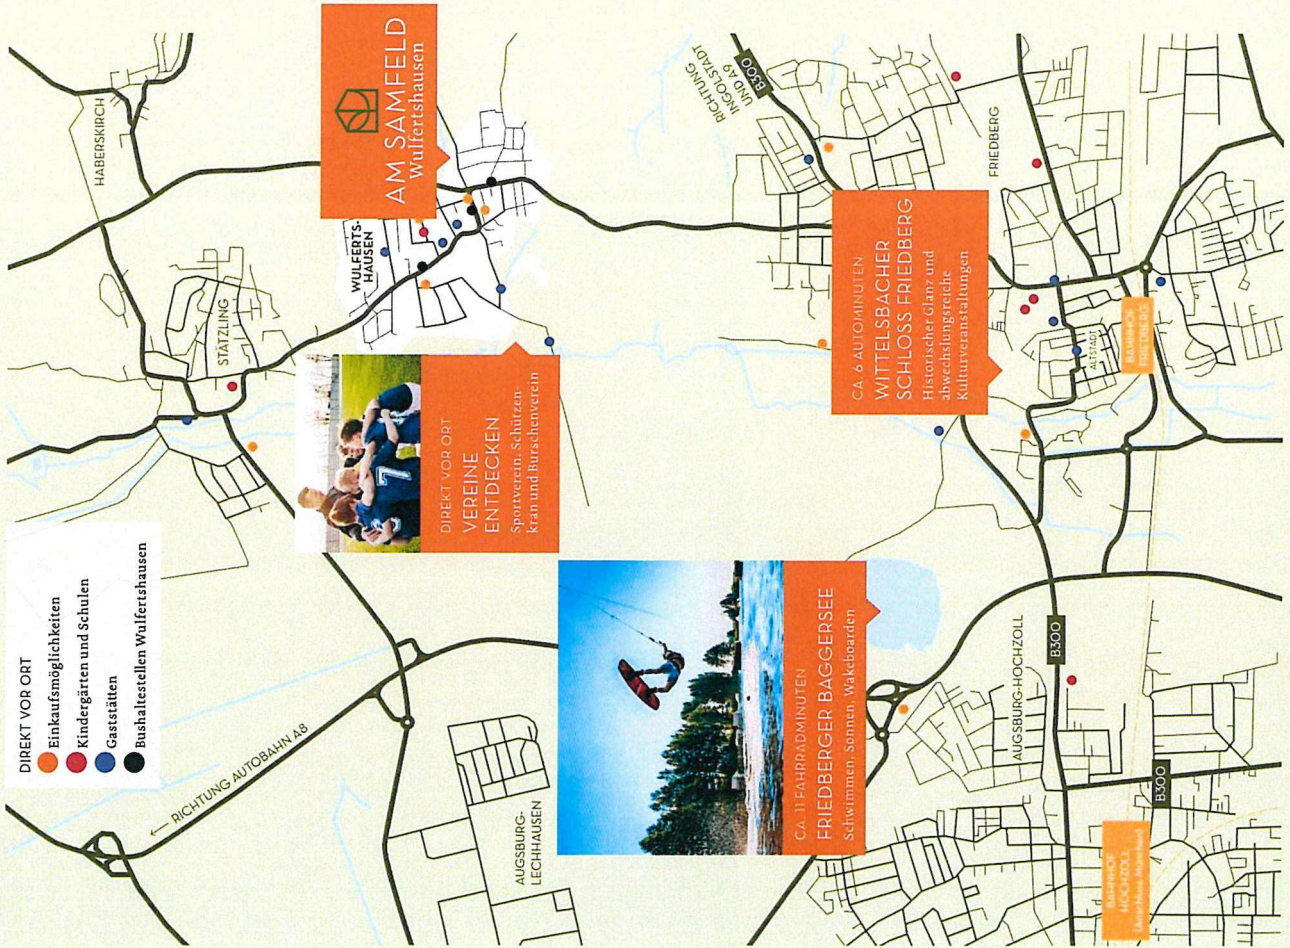 DIREKT VOR ORT
Einkaufsmöglichkeiten
Kindergärten und Schulen
Gaststätten
Bushaltestellen Wulfertshausen
← RICHTUNG AUTOBAHN A8
STÄTZLING
HABERSKIRCH
AM SAMFELD
Wulfertshausen
WULFERTS-
HAUSEN
DIREKT VOR ORT
VEREINE
ENTDECKEN
Sportverein, Schützen-
kran und Burschenverein
7
AUGSBURG-
LECHHAUSEN
CA. 11 FAHRRADMINUTEN
FRIEDBERGER BAGGERSEE
Schwimmen, Sonnen, Wakeboarden
RICHTUNG
INGOLSTADT
UND A9
B300
CA. 6 AUTOMINUTEN
WITTELSBACHER
SCHLOSS FRIEDBERG
Historischer Glanz und
abwechslungsreiche
Kulturveranstaltungen
FRIEDBERG
ALTSTADT
BAHNHOF
FRIEDBERG
AUGSBURG-HOCHZOLL
B300
B300
BAHNHOF
HOCHZOLL
(Anschluss München)